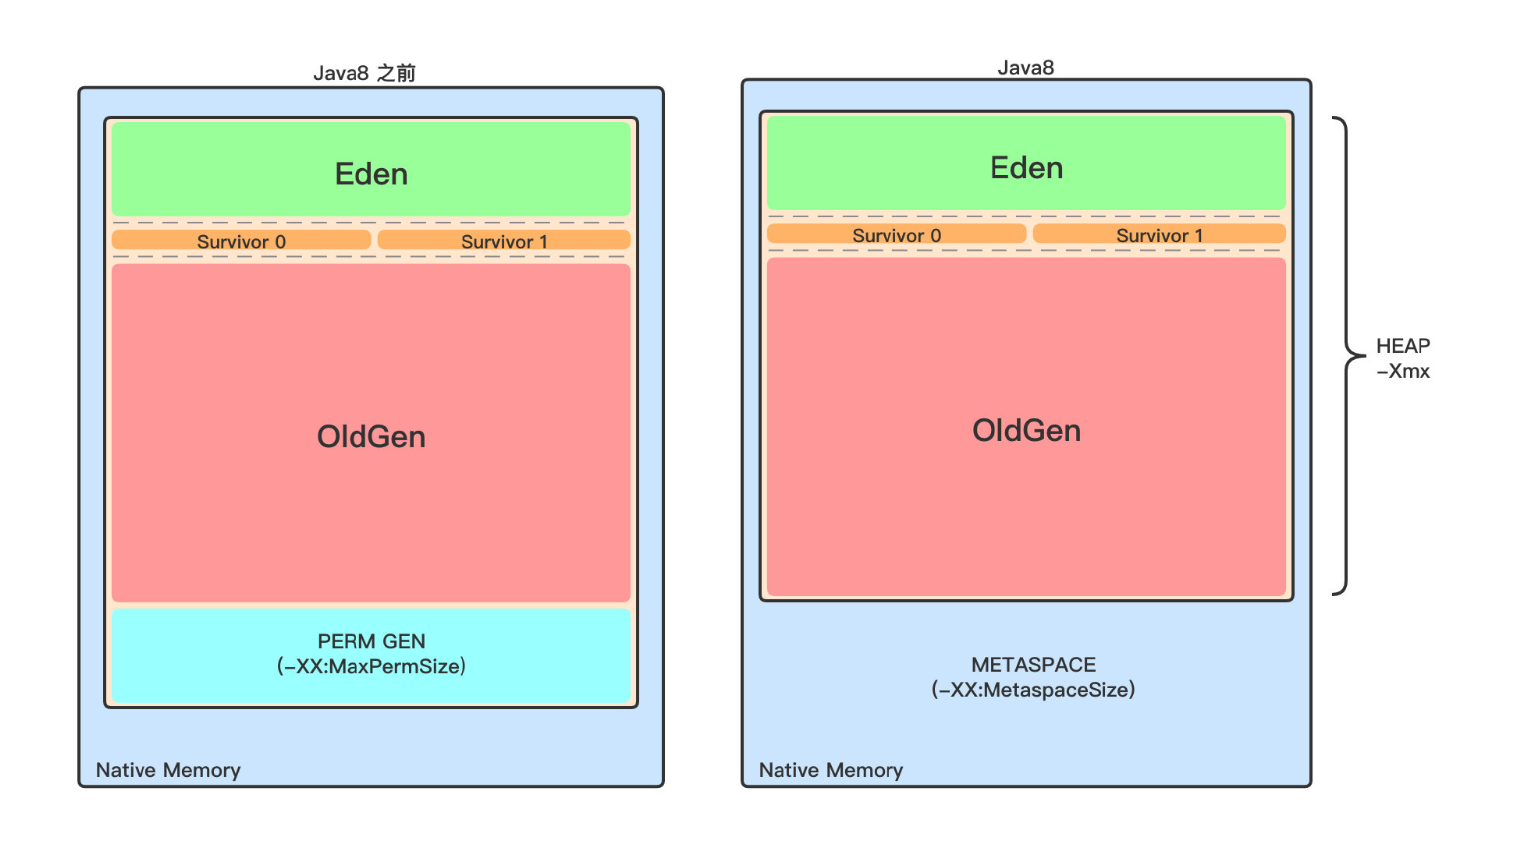 Java8 之前
Eden
Survivor 0
Survivor 1
OldGen
PERM GEN
(-XX:MaxPermSize)
Native Memory
Java8
Eden
Survivor 0
Survivor 1
OldGen
METASPACE
(-XX:MetaspaceSize)
Native Memory
HEAP
-Xmx